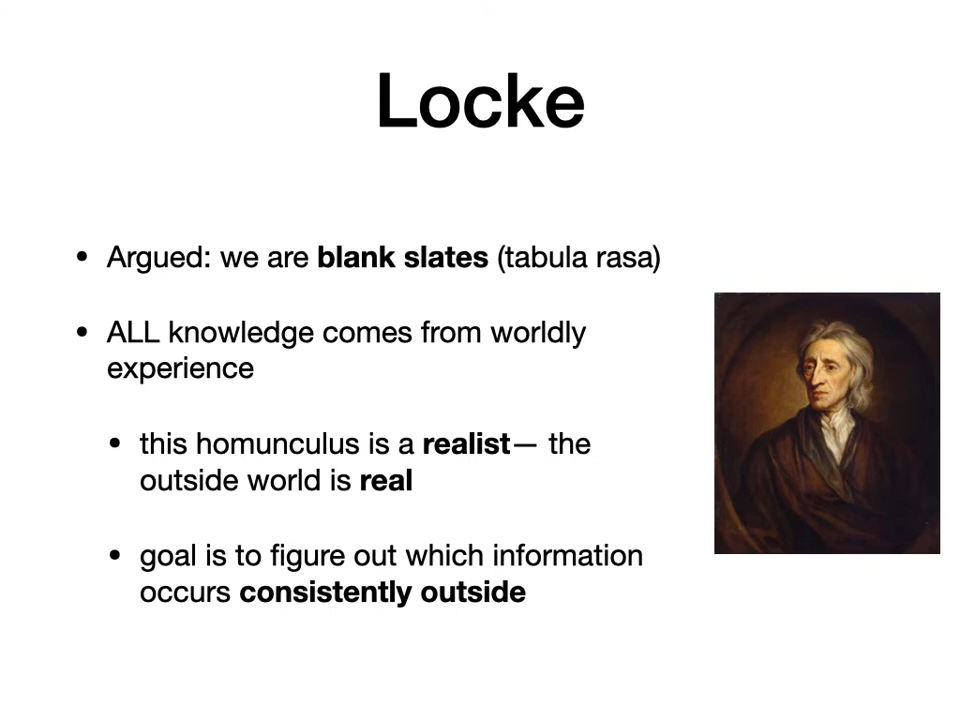 Locke
• Argued: we are blank slates (tabula rasa)
• ALL knowledge comes from worldly
experience
• this homunculus is a realist— the
outside world is real
• goal is to figure out which information
occurs consistently outside